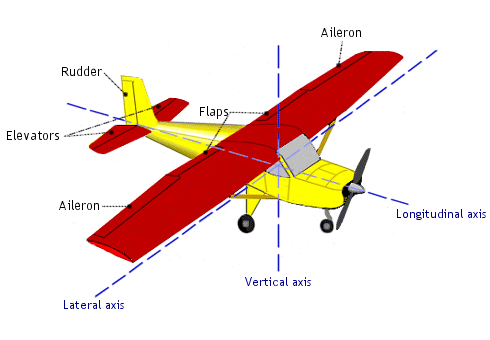 Aileron
Rudder
Flaps
Elevators
Aileron
Longitudinal axis
Vertical axis
Lateral axis